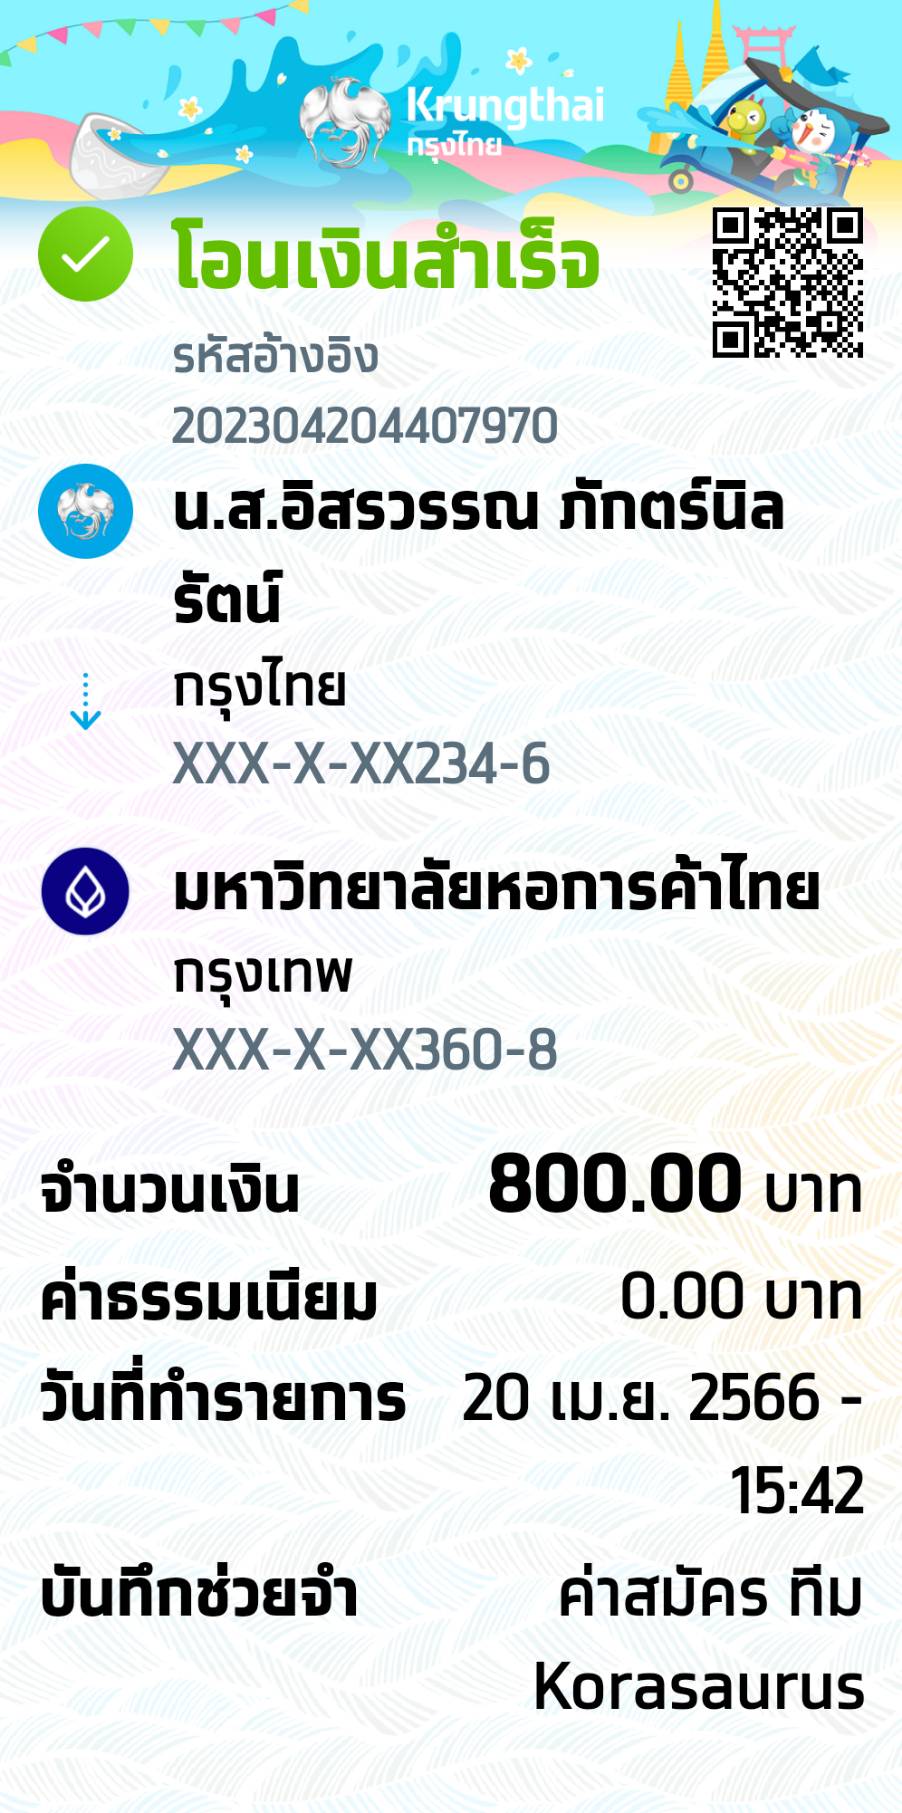 Krungthai
กรุงไทย
โอนเงินสำเร็จ
รหัสอ้างอิง
202304204407970
น.ส.อิสรวรรณ ภักตร์นิล
รัตน์
กรุงไทย
XXX-X-XX234-6
มหาวิทยาลัยหอการค้าไทย
กรุงเทพ
XXX-X-XX360-8
จำนวนเงิน 800.00 บาท
ค่าธรรมเนียม 0.00 บาท
วันที่ทำรายการ 20 เม.ย. 2566 -
15:42
บันทึกช่วยจำ ค่าสมัคร ทีม
Korasaurus